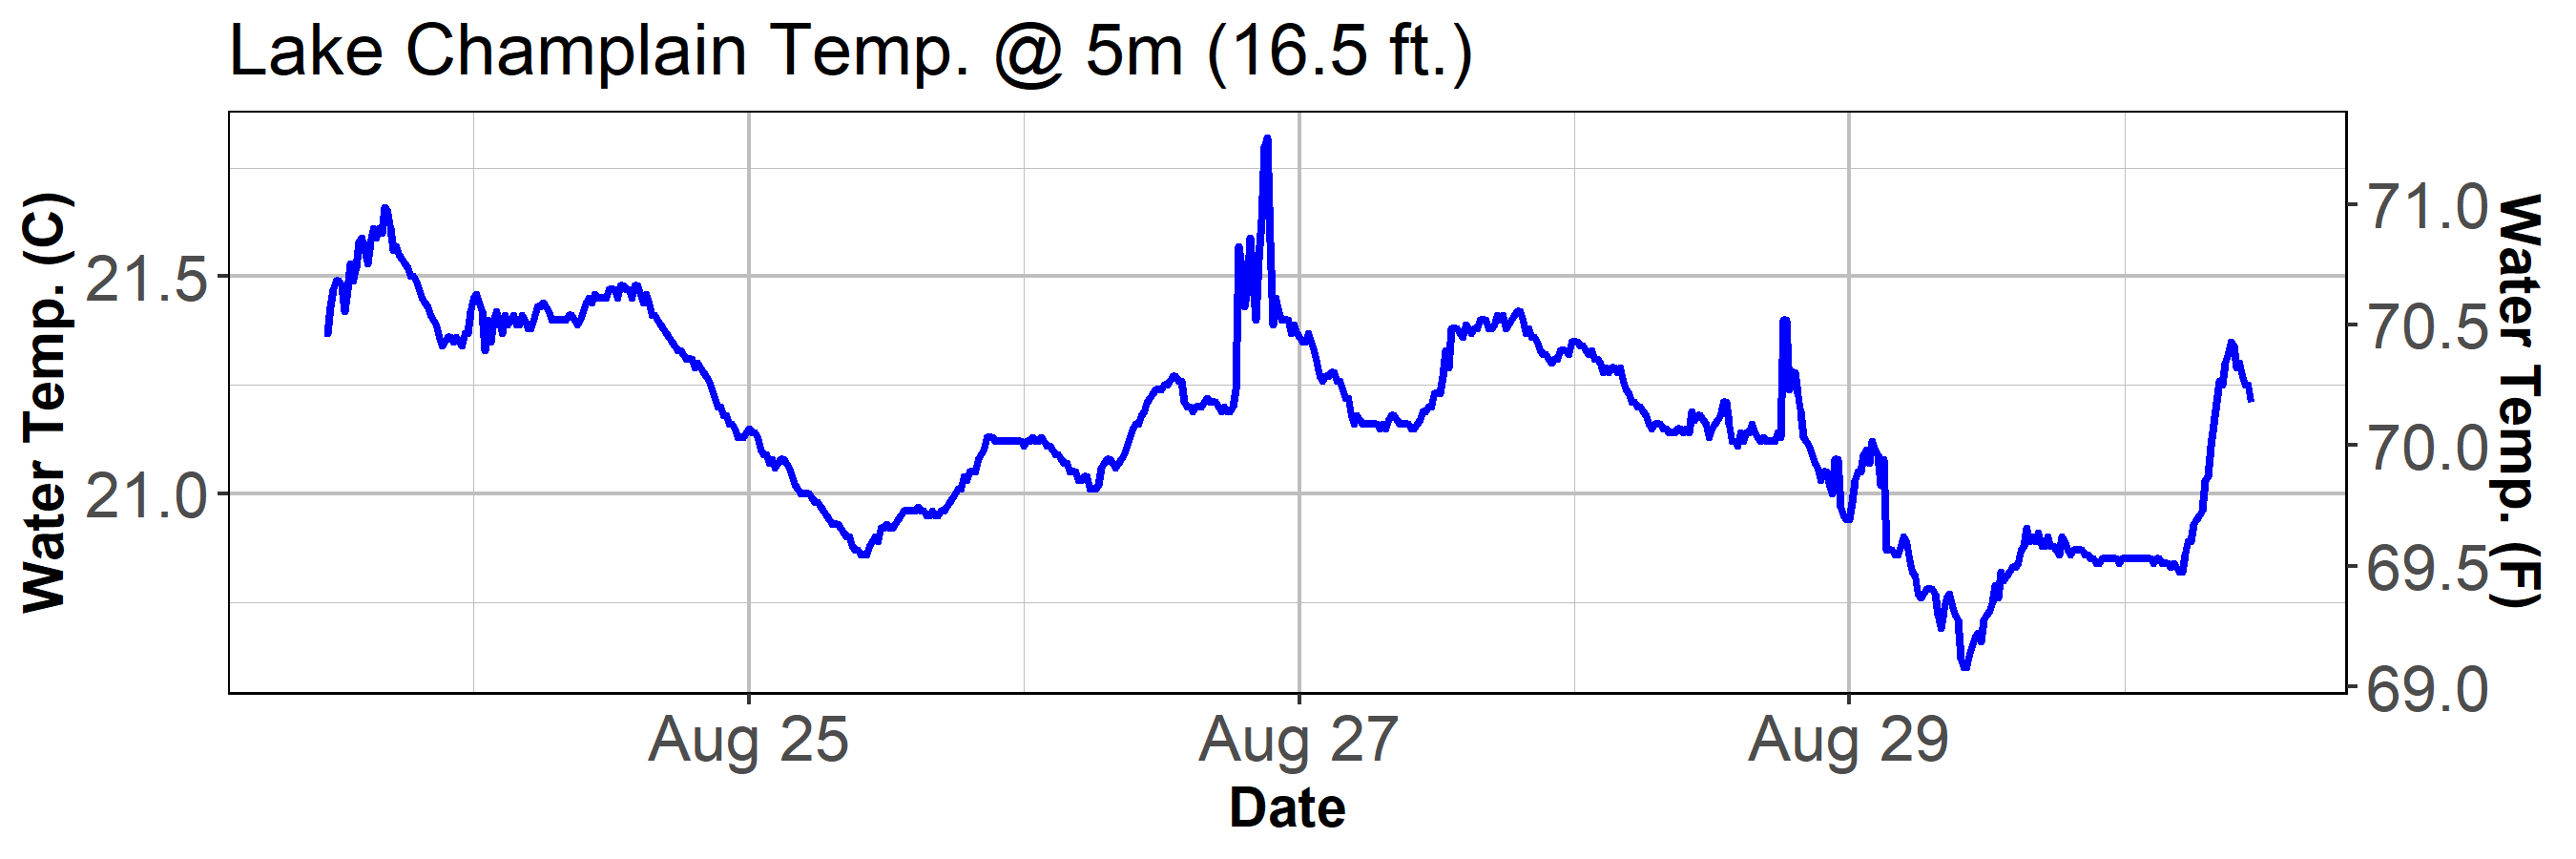 Lake Champlain Temp. @ 5m (16.5 ft.)
Water Temp. (C)
21.5
21.0
71.0
70.5
70.0
69.5
69.0
Water Temp. (F)
Aug 25
Aug 27
Aug 29
Date